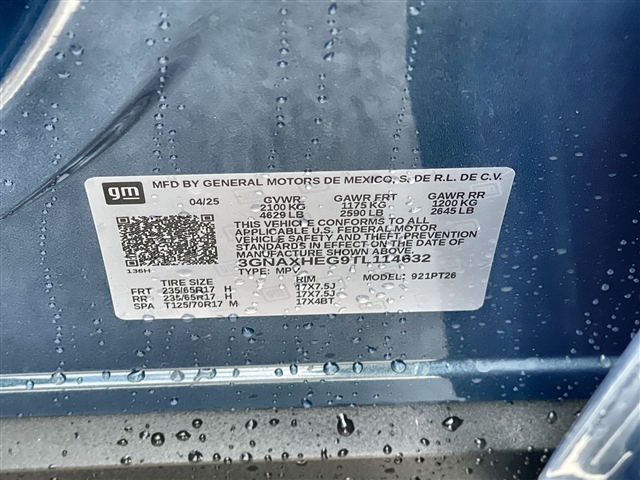 gm MFD BY GENERAL MOTORS DE MEXICO, S. DE R.L. DE C.V.
04/25 GVWR GAWR FRT GAWR RR
2100 KG 1175 KG 1200 KG
4629 LB 2590 LB 2645 LB
THIS VEHICLE CONFORMS TO ALL
APPLICABLE U.S. FEDERAL MOTOR
VEHICLE SAFETY AND THEFT PREVENTION
STANDARDS IN EFFECT ON THE DATE OF
MANUFACTURE SHOWN ABOVE
3GNAXHEG9TL114632
136H TYPE: MPV MODEL: 921PT26
TIRE SIZE RIM
FRT 235/65R17 H 17X7.5J
RR 235/65R17 H 17X7.5J
SPA T125/70R17 M 17X4BT